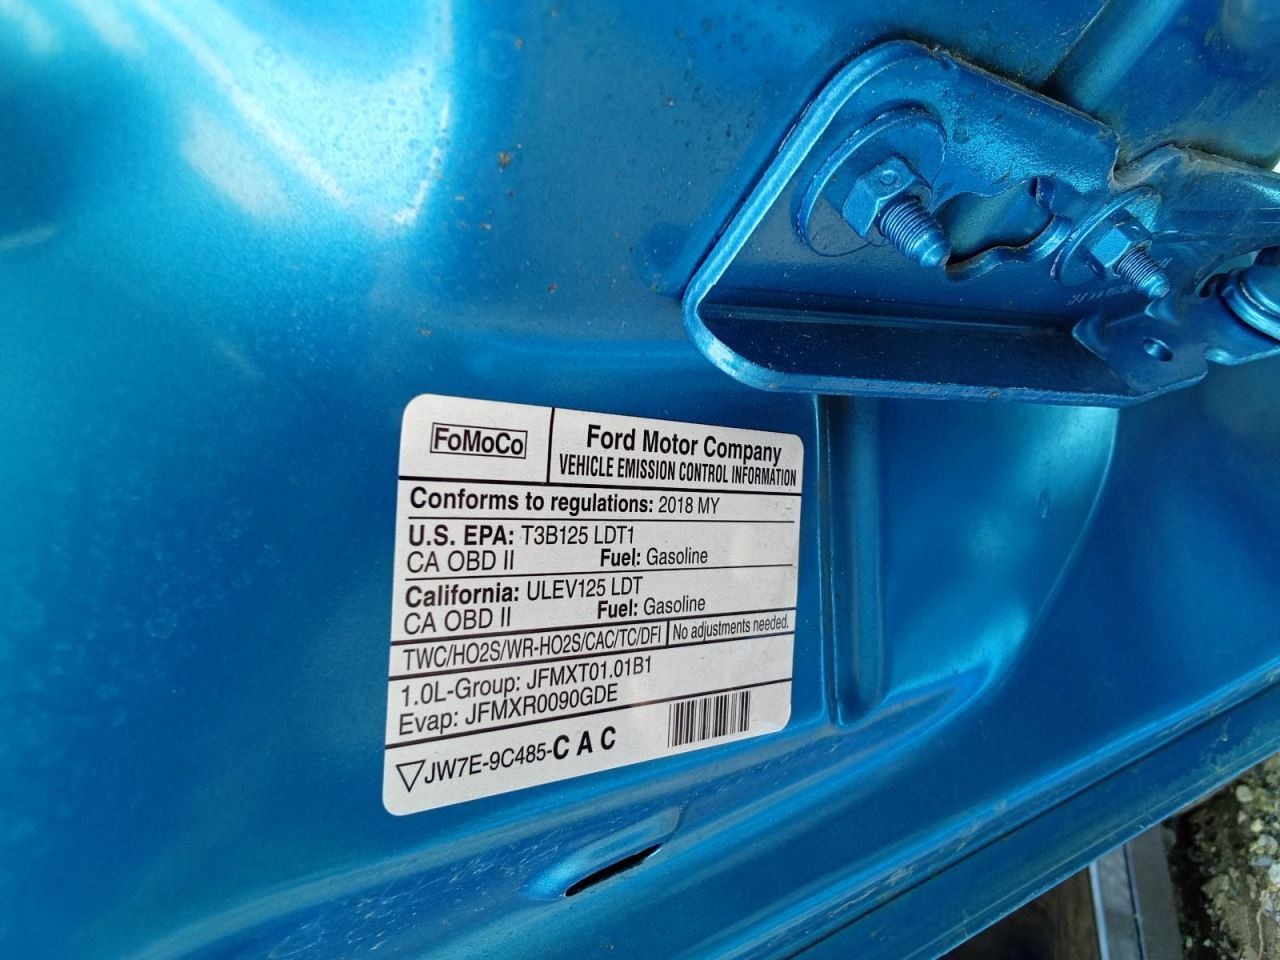 FoMoCo
Ford Motor Company
VEHICLE EMISSION CONTROL INFORMATION
Conforms to regulations: 2018 MY
U.S. EPA: T3B125 LDT1
CA OBD II Fuel: Gasoline
California: ULEV125 LDT
CA OBD II Fuel: Gasoline
TWC/HO2S/WR-HO2S/CAC/TC/DFI No adjustments needed.
1.0L-Group: JFMXT01.01B1
Evap: JFMXR0090GDE
JW7E-9C485-C A C